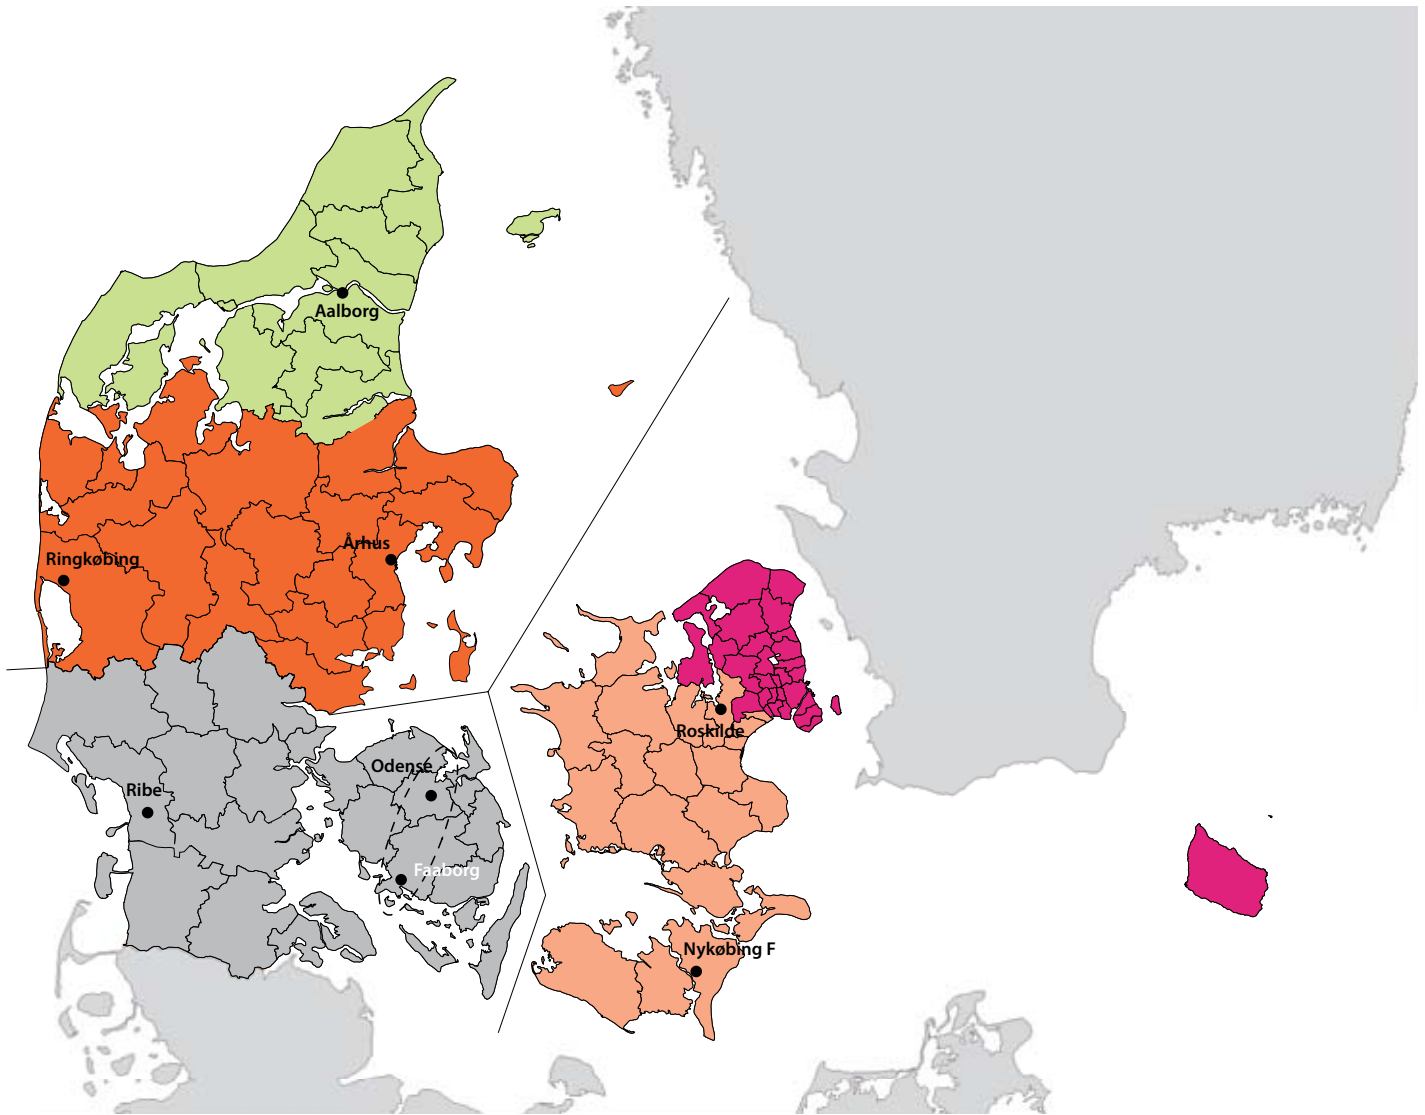 Aalborg
Århus
Ringkøbing
Roskilde
Odense
Ribe
Faaborg
Nykøbing F